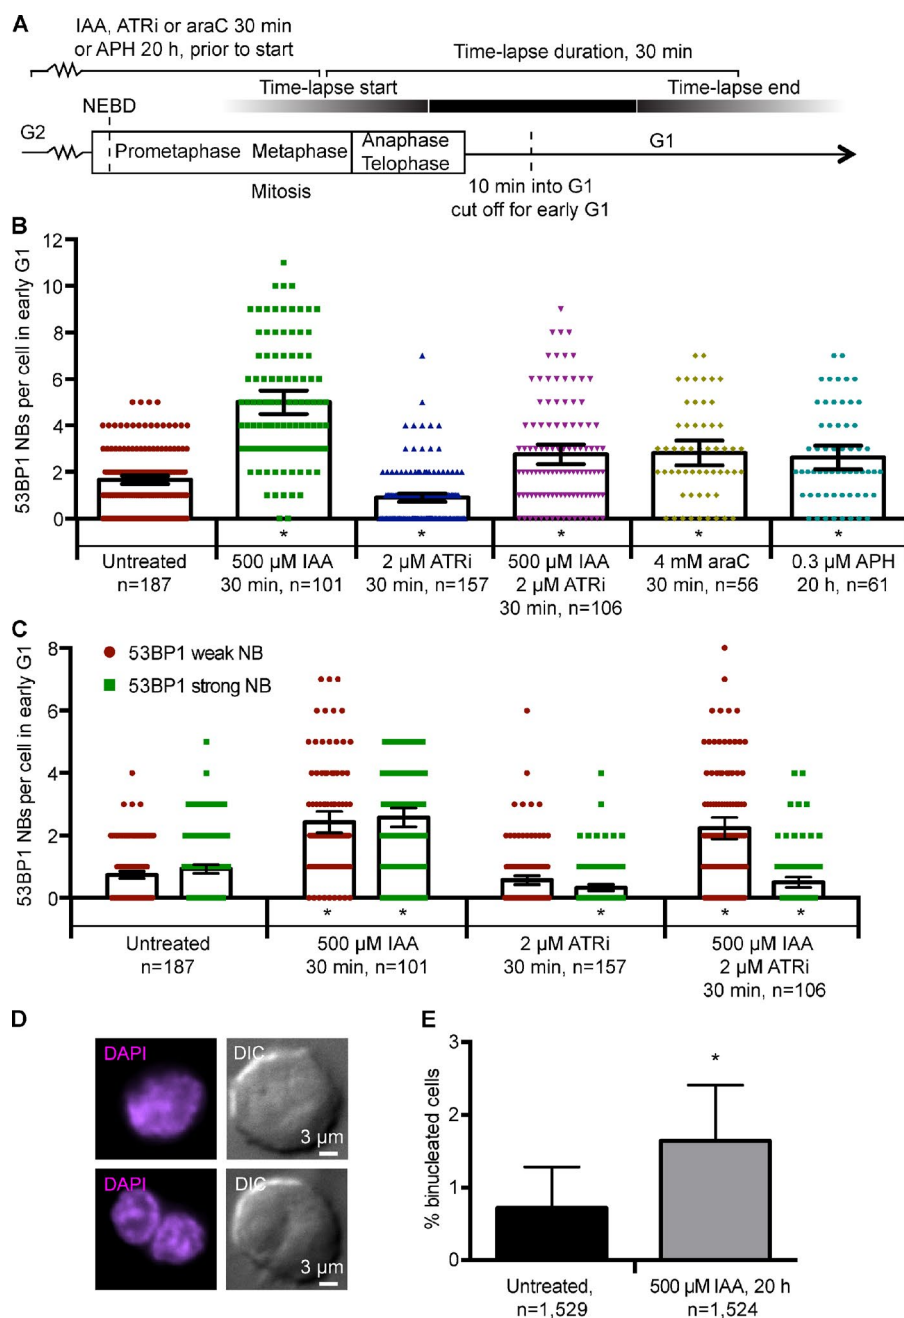 A
IAA, ATRi or araC 30 min
or APH 20 h, prior to start
Time-lapse duration, 30 min
Time-lapse start
Time-lapse end
NEBD
G2
Prometaphase
Metaphase
Anaphase
Telophase
G1
Mitosis
10 min into G1
cut off for early G1
B
53BP1 NBs per cell in early G1
12
10
8
6
4
2
0
* * * * *
Untreated
n=187
500 µM IAA
30 min, n=101
2 µM ATRi
30 min, n=157
500 µM IAA
2 µM ATRi
30 min, n=106
4 mM araC
30 min, n=56
0.3 µM APH
20 h, n=61
C
53BP1 NBs per cell in early G1
8
6
4
2
0
53BP1 weak NB
53BP1 strong NB
* * * * *
Untreated
n=187
500 µM IAA
30 min, n=101
2 µM ATRi
30 min, n=157
500 µM IAA
2 µM ATRi
30 min, n=106
D
DAPI
DIC
3 µm
DAPI
DIC
3 µm
E
% binucleated cells
3
2
1
0
*
Untreated,
n=1,529
500 µM IAA, 20 h
n=1,524